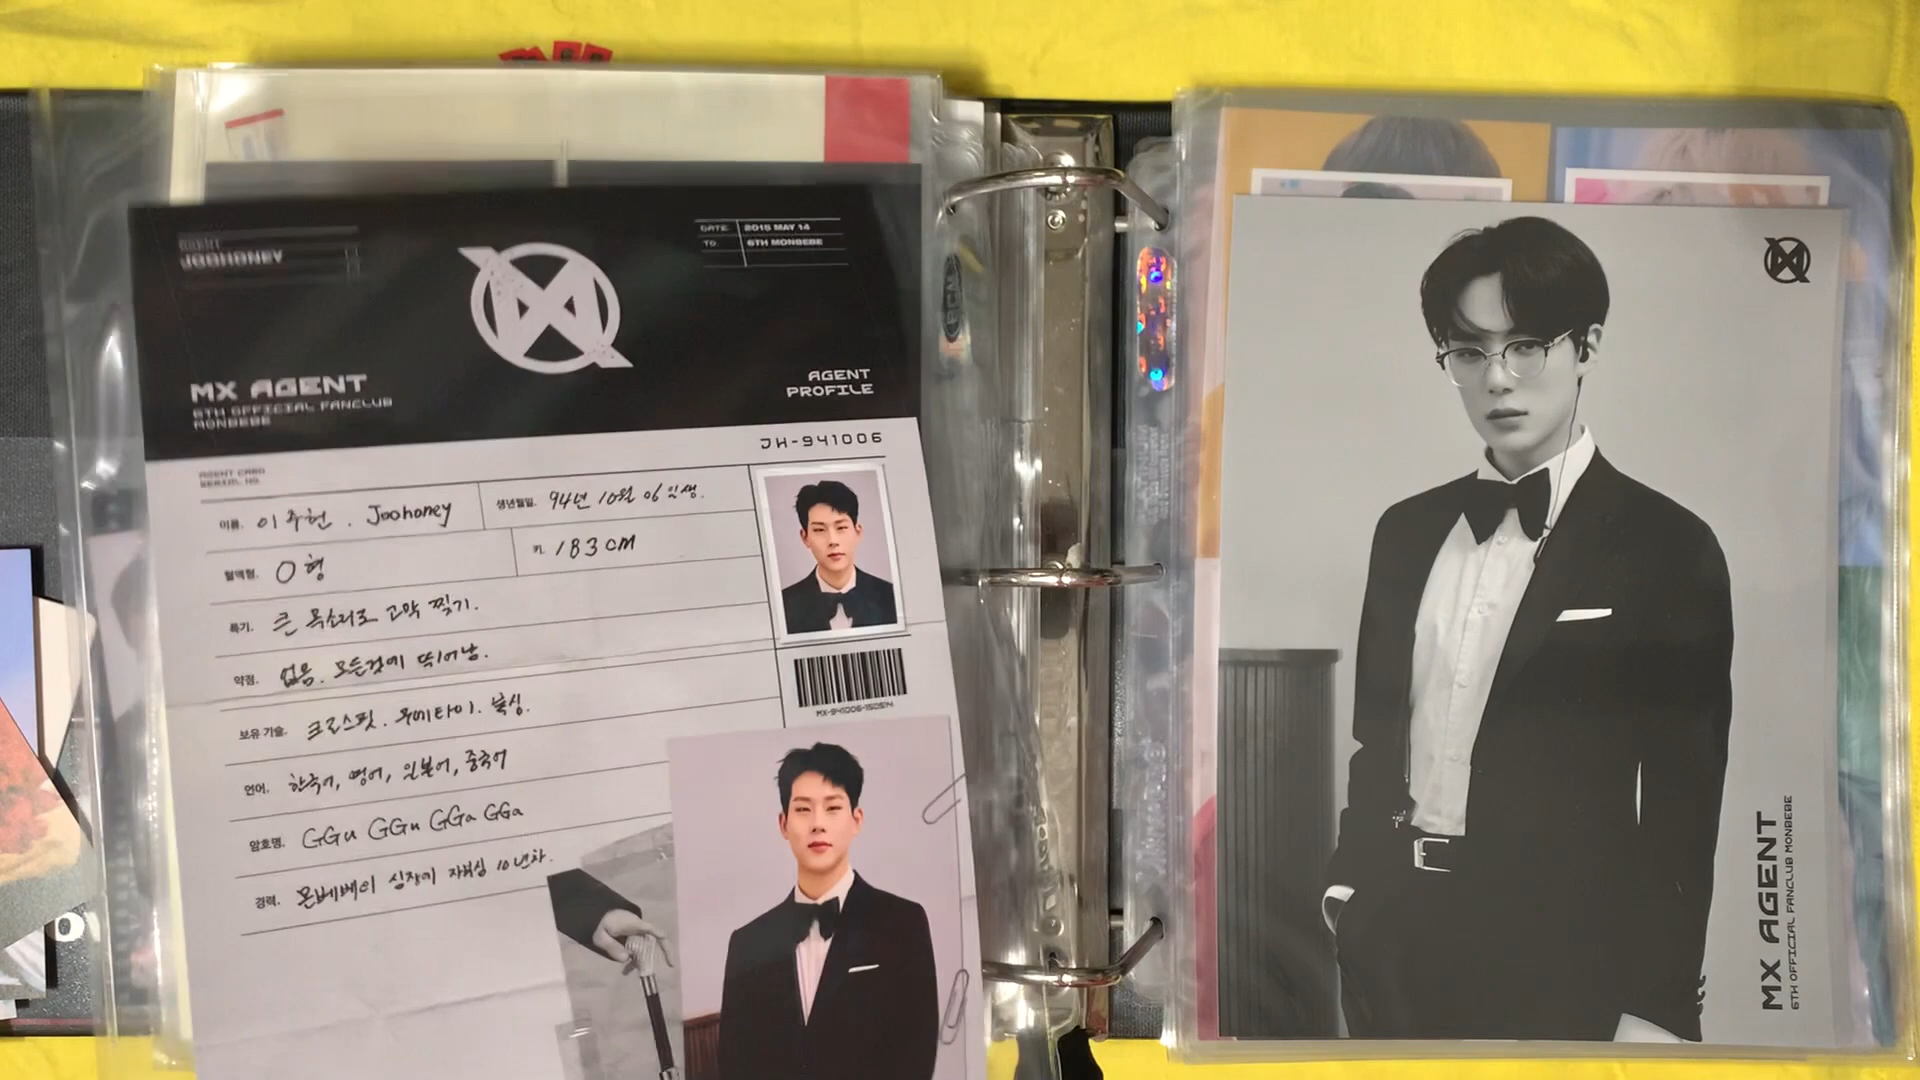 AGENT
JOOHONEY
DATE. 2015 MAY 14
TO. 6TH MONBEBE
MX AGENT
6TH OFFICIAL FANCLUB
MONBEBE
AGENT
PROFILE
JH-941006
AGENT CARD
SERIAL NO.
이름. 이주헌. Joohoney
생년월일. 94년 10월 06일생.
혈액형. O형
키. 183cm
특기. 큰 목소리로 고막 찢기.
약점. 없음. 모든것에 뛰어남.
보유 기술. 크로스핏. 무에타이. 복싱.
언어. 한국어, 영어, 일본어, 중국어
암호명. GGu GGu GGa GGa
경력. 몬베베의 심장에 자부심 10년차.
MX-941006-150514
MX AGENT
6TH OFFICIAL FANCLUB MONBEBE